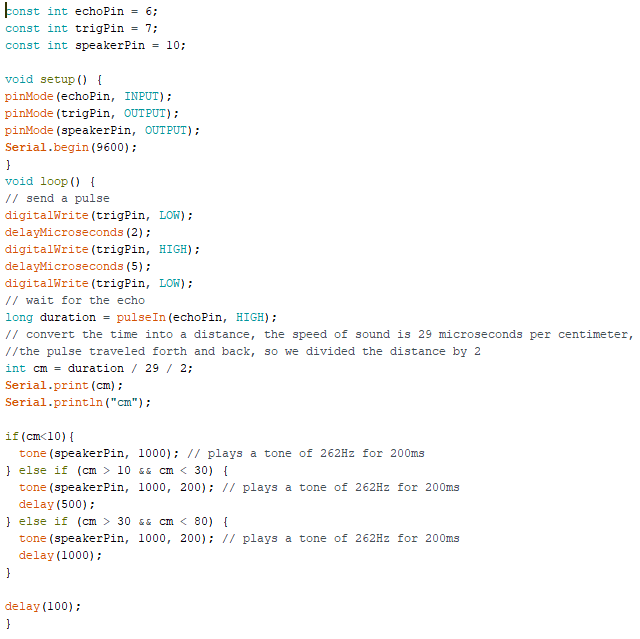 const int echoPin = 6;
const int trigPin = 7;
const int speakerPin = 10;

void setup() {
pinMode(echoPin, INPUT);
pinMode(trigPin, OUTPUT);
pinMode(speakerPin, OUTPUT);
Serial.begin(9600);
}
void loop() {
// send a pulse
digitalWrite(trigPin, LOW);
delayMicroseconds(2);
digitalWrite(trigPin, HIGH);
delayMicroseconds(5);
digitalWrite(trigPin, LOW);
// wait for the echo
long duration = pulseIn(echoPin, HIGH);
// convert the time into a distance, the speed of sound is 29 microseconds per centimeter,
//the pulse traveled forth and back, so we divided the distance by 2
int cm = duration / 29 / 2;
Serial.print(cm);
Serial.println("cm");

if(cm<10){
  tone(speakerPin, 1000); // plays a tone of 262Hz for 200ms
} else if (cm > 10 && cm < 30) {
  tone(speakerPin, 1000, 200); // plays a tone of 262Hz for 200ms
  delay(500);
} else if (cm > 30 && cm < 80) {
  tone(speakerPin, 1000, 200); // plays a tone of 262Hz for 200ms
  delay(1000);
}

delay(100);
}